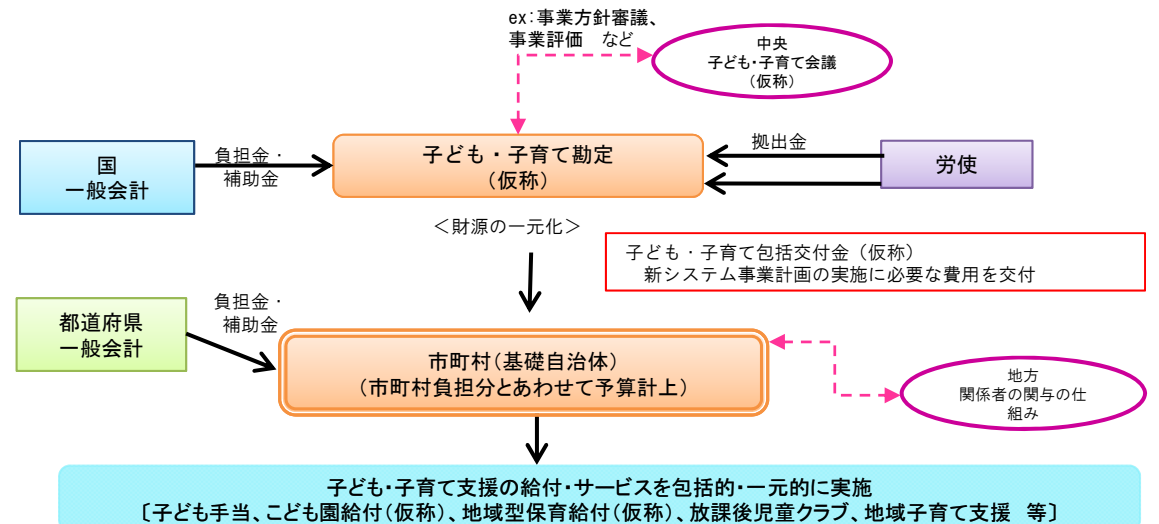 ex：事業方針審議、
事業評価　など
中央
子ども・子育て会議
（仮称）
国
一般会計
負担金・
補助金
子ども・子育て勘定
（仮称）
拠出金
労使
＜財源の一元化＞
子ども・子育て包括交付金（仮称）
新システム事業計画の実施に必要な費用を交付
都道府県
一般会計
負担金・
補助金
市町村（基礎自治体）
（市町村負担分とあわせて予算計上）
地方
関係者の関与の仕
組み
子ども・子育て支援の給付・サービスを包括的・一元的に実施
〔子ども手当、こども園給付（仮称）、地域型保育給付（仮称）、放課後児童クラブ、地域子育て支援　等〕